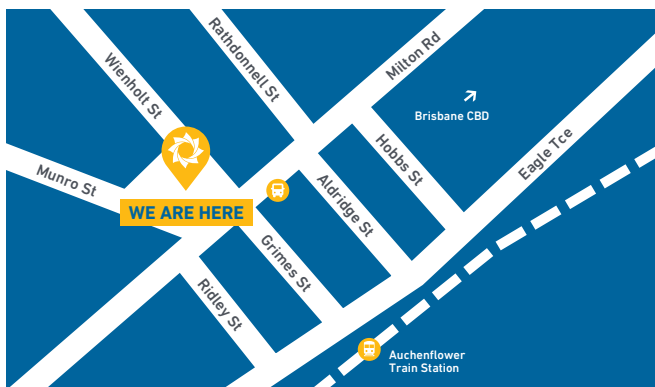 Rathdonnell St
Wienholt St
Milton Rd
Brisbane CBD
Hobbs St
Eagle Tce
Munro St
Aldridge St
WE ARE HERE
Grimes St
Ridley St
Auchenflower
Train Station